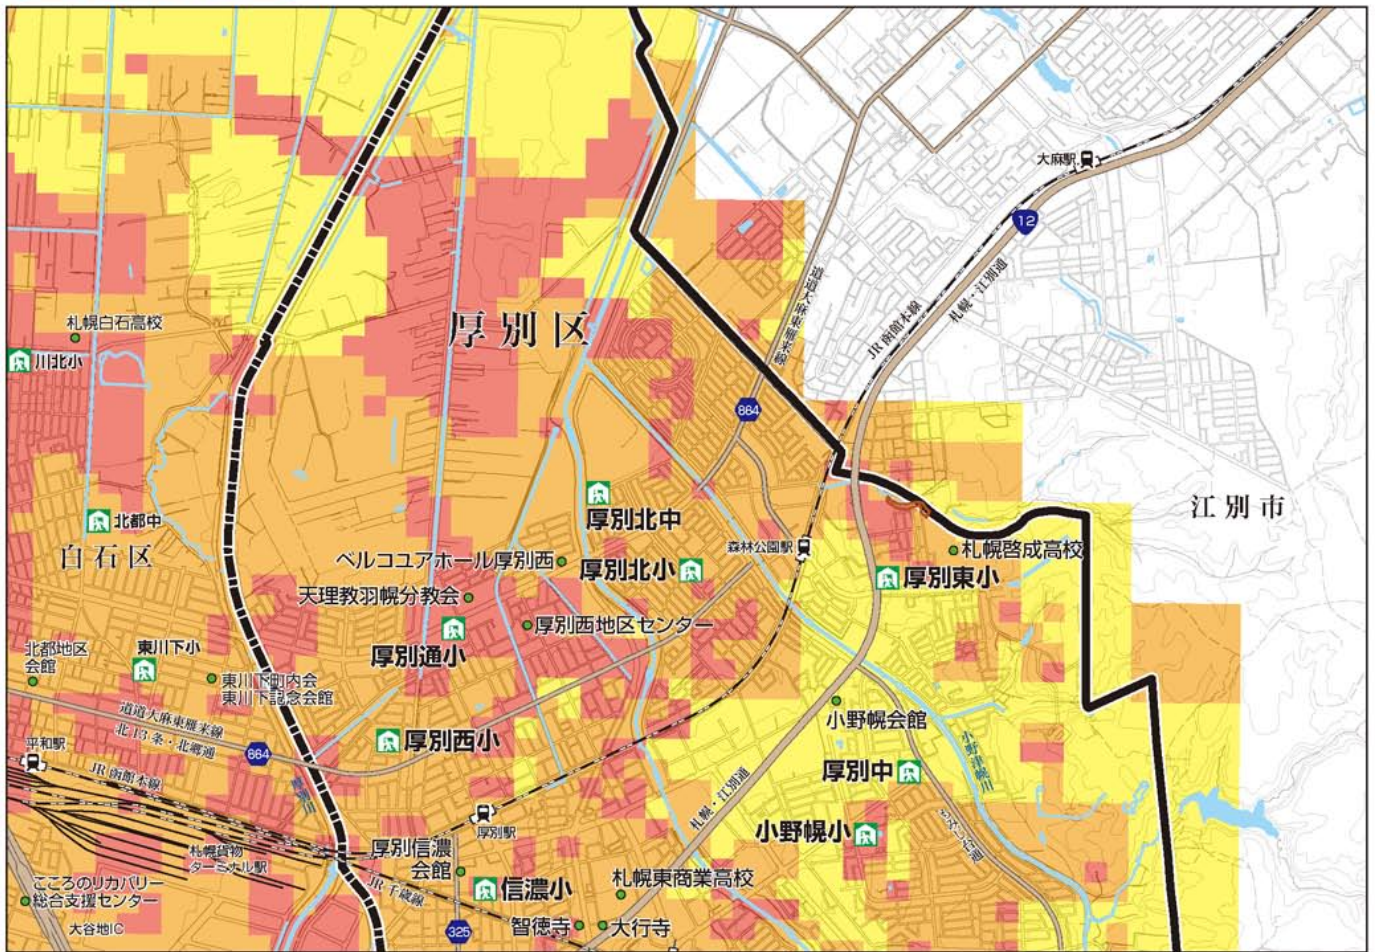 大麻駅
12
道道大麻東雁来線
JR函館本線
札幌・江別通
札幌白石高校
厚別区
川北小
884
江別市
北都中
厚別北中
白石区
ベルコユアホール厚別西
厚別北小
森林公園駅
札幌啓成高校
厚別東小
天理教羽幌分教会
厚別西地区センター
厚別通小
北都地区
会館
東川下小
東川下町内会
東川下記念会館
小野幌会館
道道大麻東雁来線
北13条・北郷通
厚別西小
小野津幌川
平和駅
864
JR函館本線
厚別中
札幌・江別通
厚別駅
小野幌小
もみじ台通
札幌貨物
ターミナル駅
厚別信濃
会館
こころのリカバリー
総合支援センター
JR千歳線
信濃小
札幌東商業高校
大谷地IC
325
智徳寺
大行寺